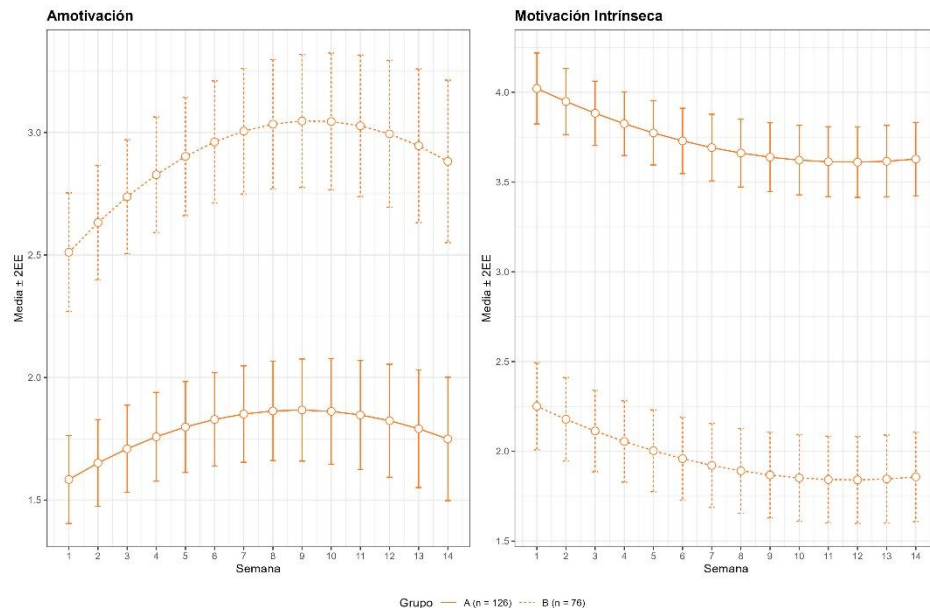 Amotivación
Media ± 2EE
3.0
2.5
2.0
1.5
1 2 3 4 5 6 7 8 9 10 11 12 13 14
Semana
Motivación Intrínseca
Media ± 2EE
4.0
3.5
3.0
2.5
2.0
1.5
1 2 3 4 5 6 7 8 9 10 11 12 13 14
Semana
Grupo A (n = 126) B (n = 76)